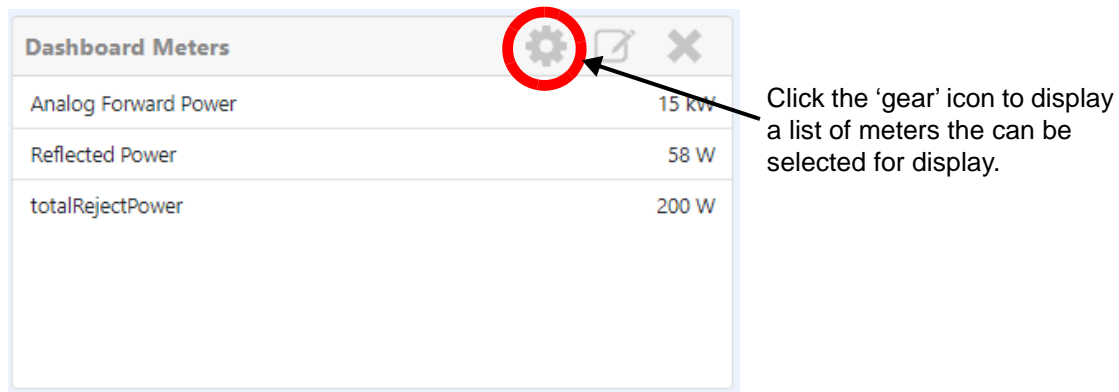 Dashboard Meters
Analog Forward Power 15 kW
Reflected Power 58 W
totalRejectPower 200 W
Click the ‘gear’ icon to display
a list of meters the can be
selected for display.